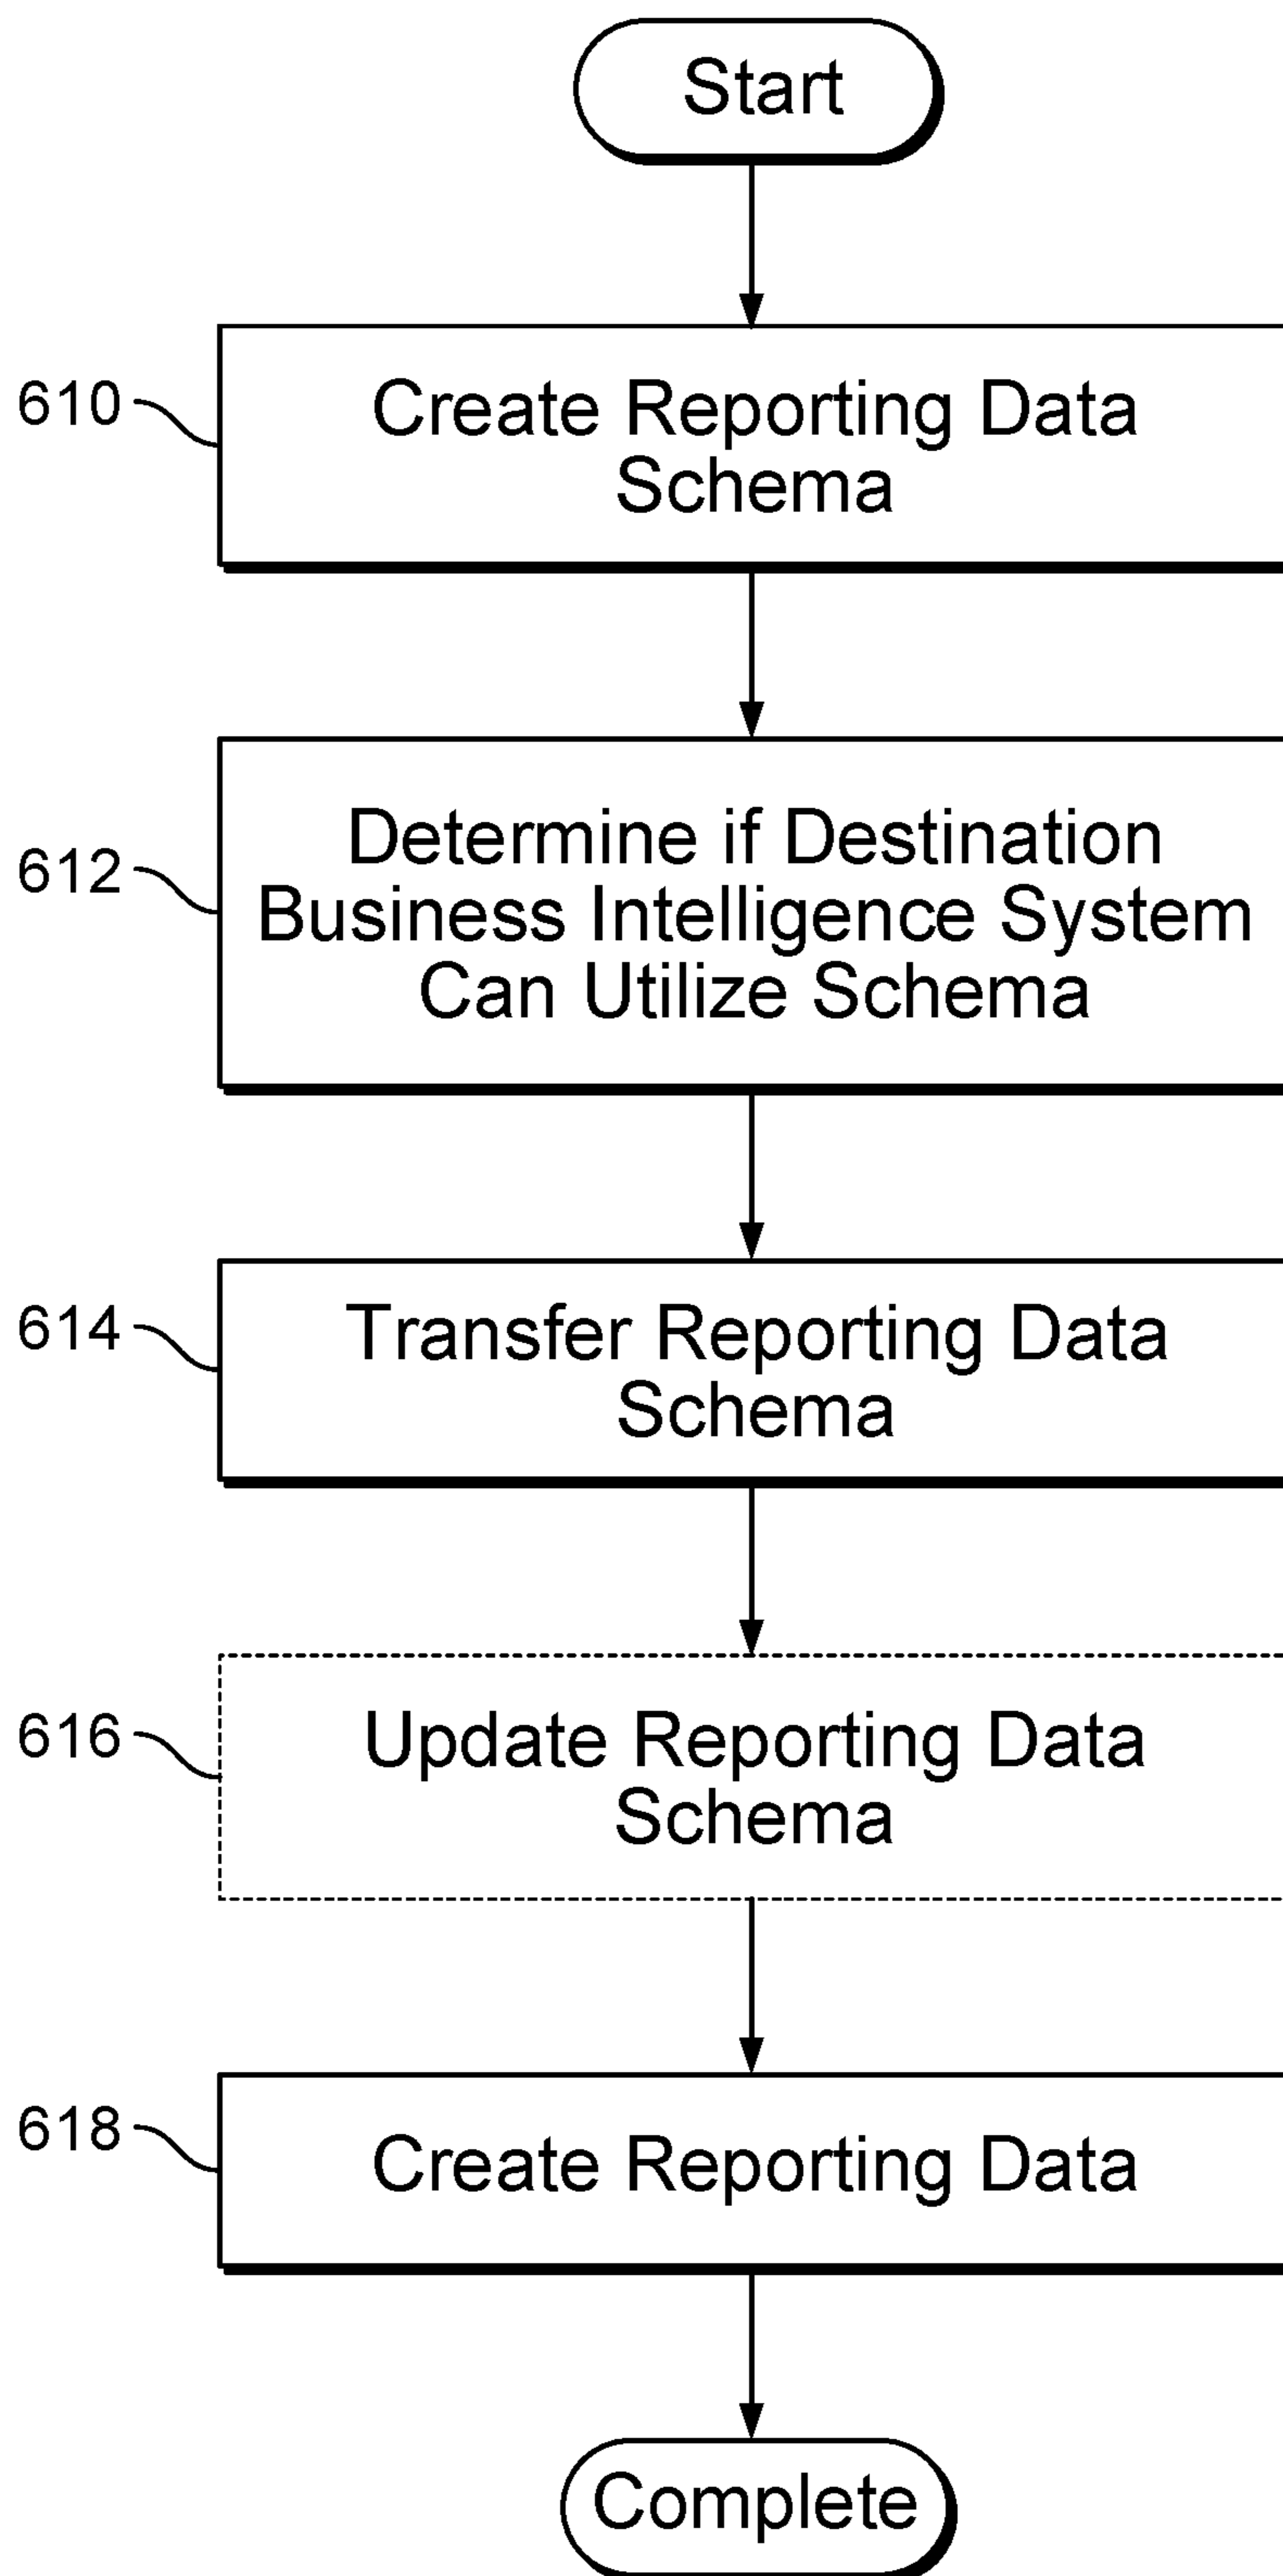 Start
610
Create Reporting Data
Schema
612
Determine if Destination
Business Intelligence System
Can Utilize Schema
614
Transfer Reporting Data
Schema
616
Update Reporting Data
Schema
618
Create Reporting Data
Complete